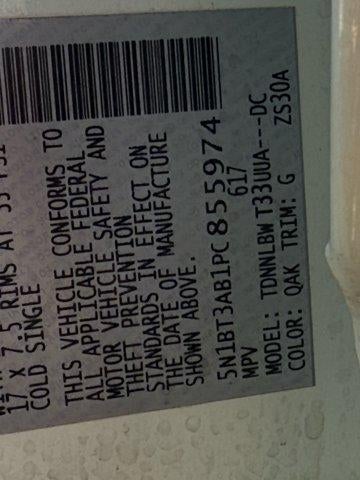 17 X 7.5 RIMS AT 33 PSI
COLD SINGLE
THIS VEHICLE CONFORMS TO
ALL APPLICABLE FEDERAL
MOTOR VEHICLE SAFETY AND
THEFT PREVENTION
STANDARDS IN EFFECT ON
THE DATE OF MANUFACTURE
SHOWN ABOVE.
5N1BT3AB1PC855974
MPV 617
MODEL: TDNNLBW T33UUA---DC
COLOR: QAK TRIM: G ZS30A